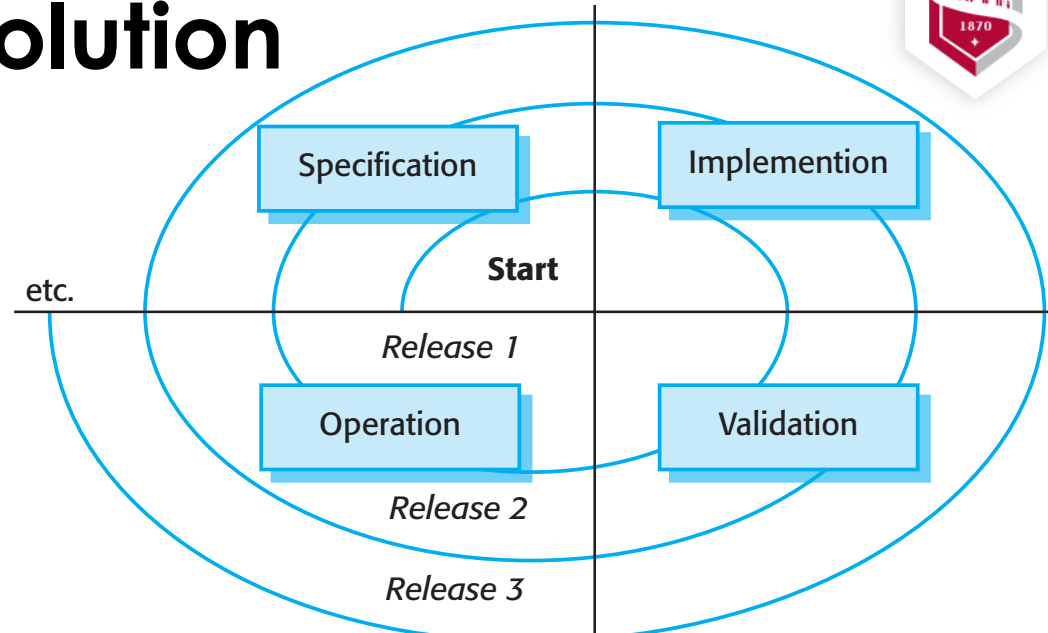 olution
1870
Specification
Implemention
Start
etc.
Release 1
Operation
Validation
Release 2
Release 3